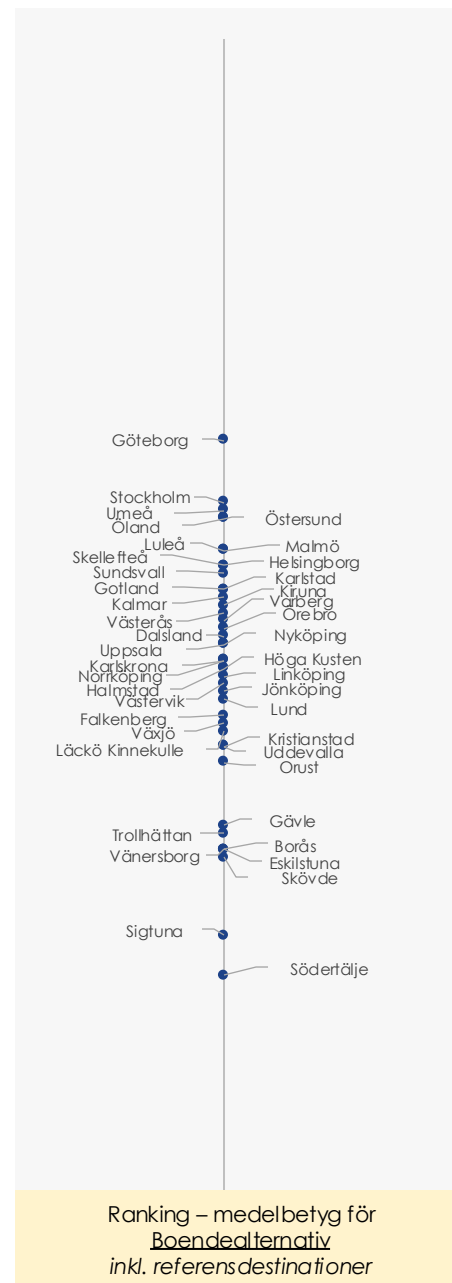 Göteborg
Stockholm
Umeå
Öland
Östersund
Luleå
Malmö
Skellefteå
Helsingborg
Sundsvall
Karlstad
Gotland
Kiruna
Kalmar
Varberg
Örebro
Västerås
Dalsland
Nyköping
Uppsala
Höga Kusten
Karlskrona
Linköping
Norrköping
Jönköping
Halmstad
Västervik
Lund
Falkenberg
Växjö
Kristianstad
Läckö Kinnekulle
Uddevalla
Orust
Gävle
Trollhättan
Borås
Vänersborg
Eskilstuna
Skövde
Sigtuna
Södertälje
Ranking – medelbetyg för
Boendealternativ
inkl. referensdestinationer